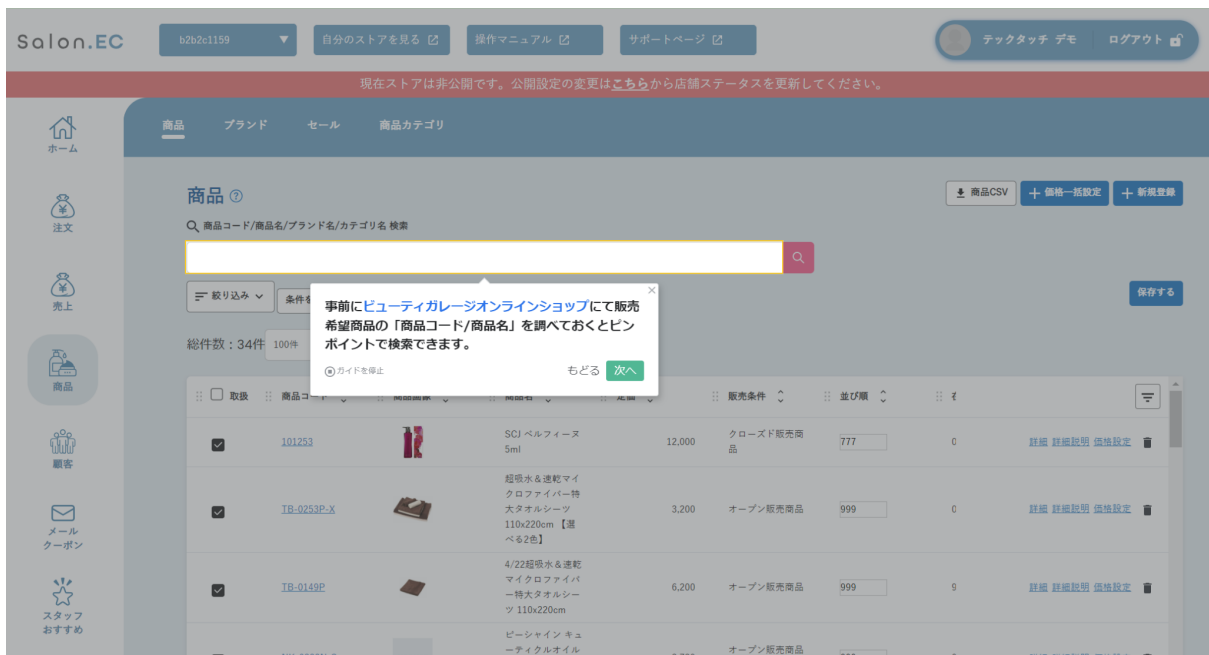 Salon.EC
b2b2c1159
自分のストアを見る
操作マニュアル
サポートページ
テックタッチ デモ
ログアウト
現在ストアは非公開です。公開設定の変更はこちらから店舗ステータスを更新してください。
ホーム
注文
売上
商品
顧客
メール
クーポン
スタッフ
おすすめ
商品
ブランド
セール
商品カテゴリ
商品
商品CSV
価格一括設定
新規登録
商品コード/商品名/ブランド名/カテゴリ名 検索
絞り込み
条件を
保存する
事前にビューティガレージオンラインショップにて販売
希望商品の「商品コード/商品名」を調べておくとピン
ポイントで検索できます。
ガイドを停止
もどる
次へ
総件数：34件
100件
取扱
商品コード
商品画像
商品名
定価
販売条件
並び順
101253
SCJ ベルフィーヌ
5ml
12,000
クローズド販売商
品
777
0
詳細 詳細説明 価格設定
TB-0253P-X
超吸水＆速乾マイ
クロファイバー特
大タオルシーツ
110x220cm 【選
べる2色】
3,200
オープン販売商品
999
0
詳細 詳細説明 価格設定
TB-0149P
4/22超吸水＆速乾
マイクロファイバ
ー特大タオルシー
ツ 110x220cm
6,200
オープン販売商品
999
9
詳細 詳細説明 価格設定
ピーシャイン キュ
ーティクルオイル
オープン販売商品